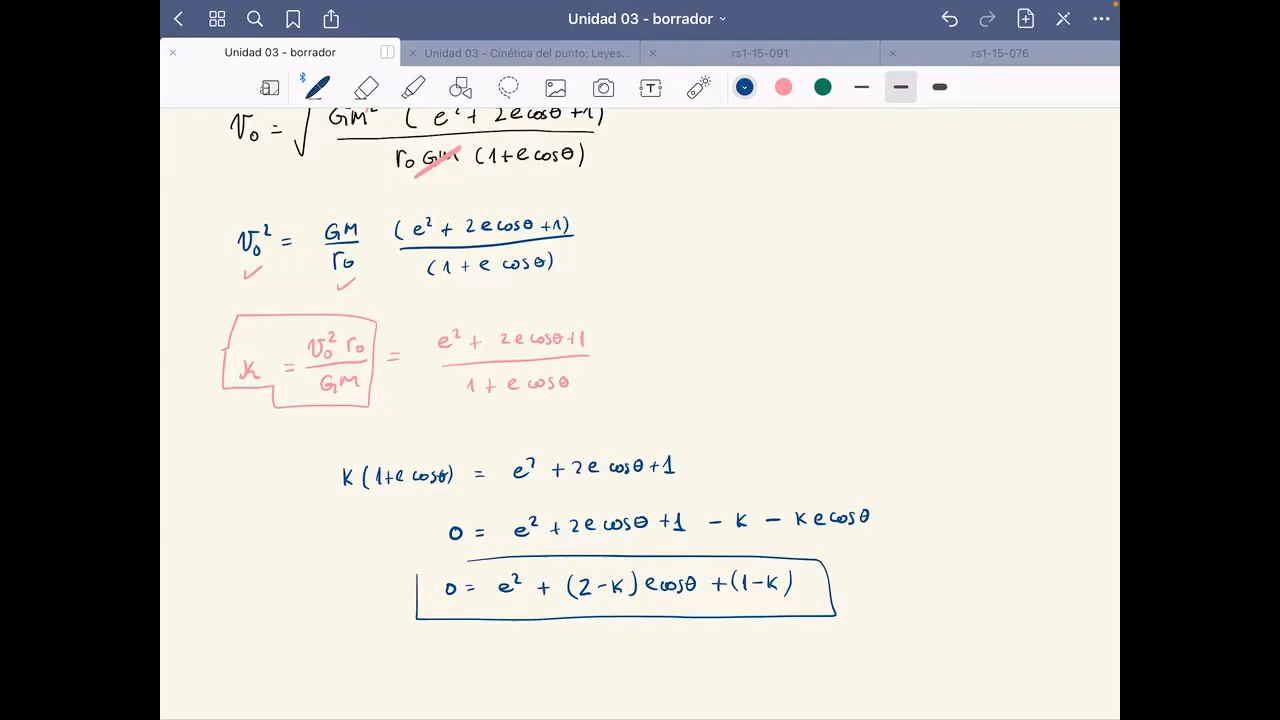 Unidad 03 - borrador
Unidad 03 - borrador
Unidad 03 - Cinética del punto: Leyes...
rs1-15-091
rs1-15-076
v₀ = √ GM² (e² + 2e cosθ + 1) / r₀ GM (1 + e cosθ)
v₀² = GM / r₀ (e² + 2e cosθ + 1) / (1 + e cosθ)
K = v₀² r₀ / GM = e² + 2e cosθ + 1 / 1 + e cosθ
K (1 + e cosθ) = e² + 2e cosθ + 1
0 = e² + 2e cosθ + 1 - K - K e cosθ
0 = e² + (2 - K) e cosθ + (1 - K)